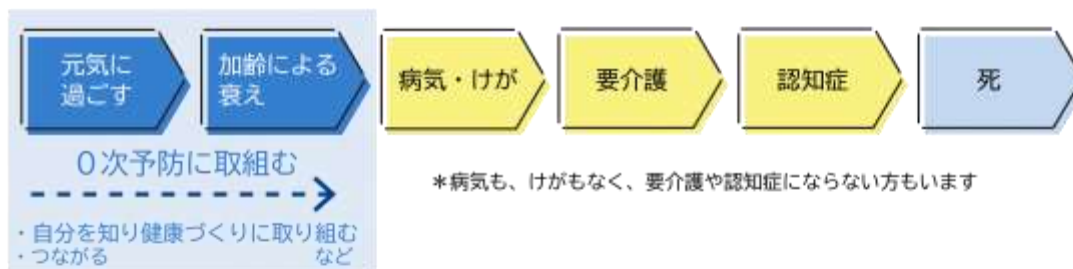 元気に
過ごす
加齢による
衰え
病気・けが
要介護
認知症
死
０次予防に取組む
＊病気も、けがもなく、要介護や認知症にならない方もいます
・自分を知り健康づくりに取り組む
・つながる　　　　　など